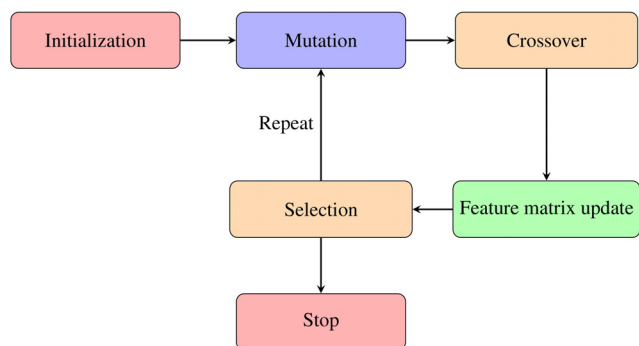 Initialization
Mutation
Crossover
Repeat
Selection
Feature matrix update
Stop